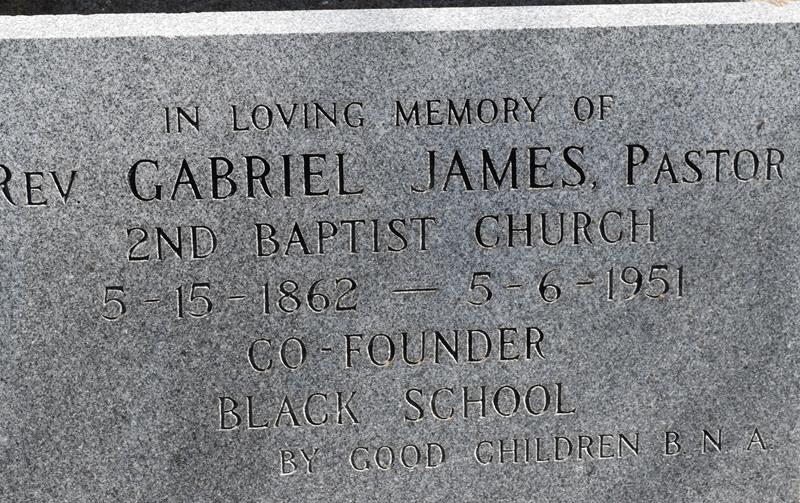 IN LOVING MEMORY OF
REV. GABRIEL JAMES, PASTOR
2ND BAPTIST CHURCH
5-15-1862 — 5-6-1951
CO-FOUNDER
BLACK SCHOOL
BY GOOD CHILDREN B.N.A.